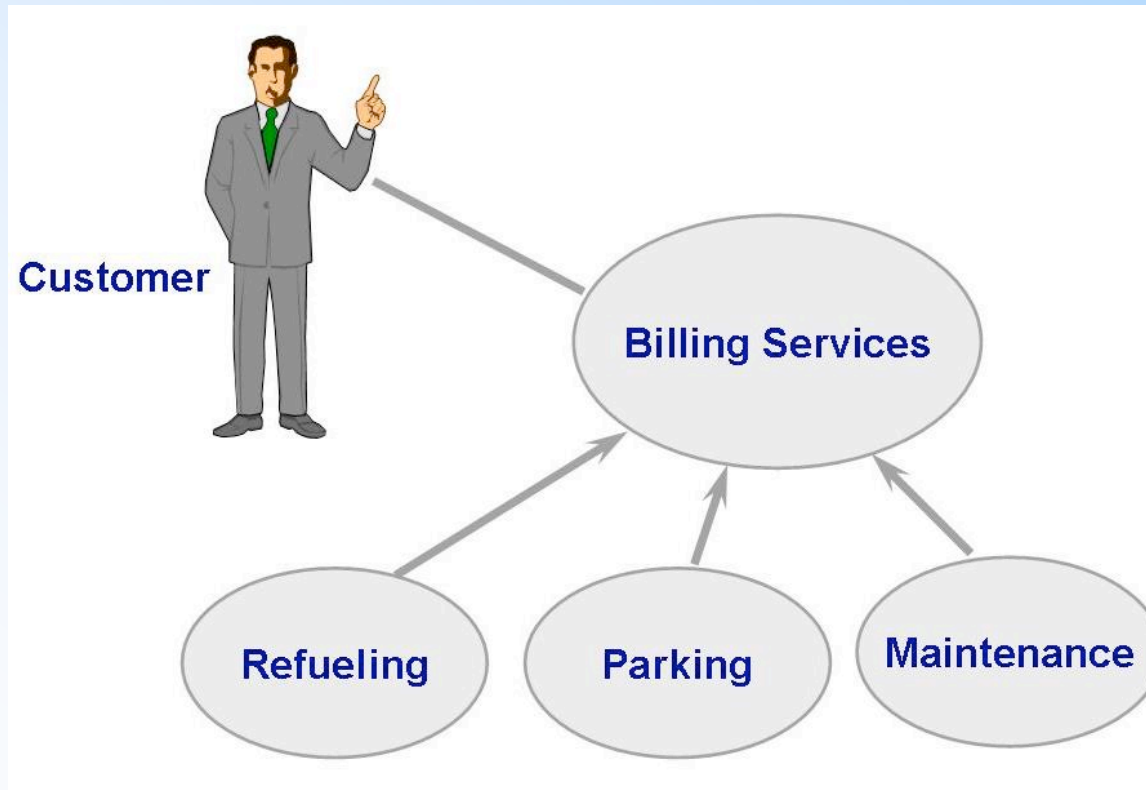 Customer
Billing Services
Refueling
Parking
Maintenance